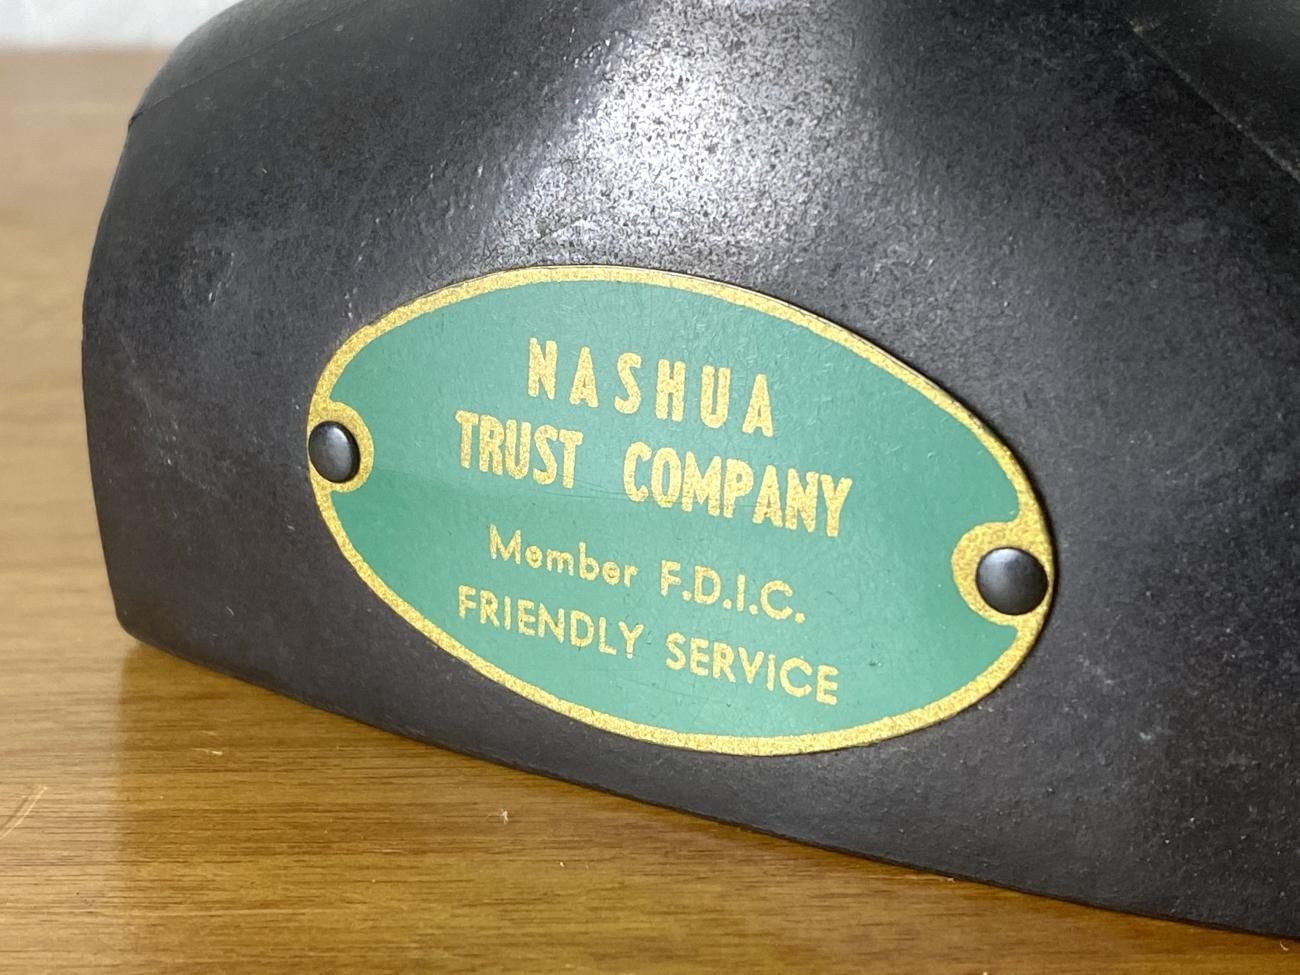 NASHUA
TRUST COMPANY
Member F.D.I.C.
FRIENDLY SERVICE